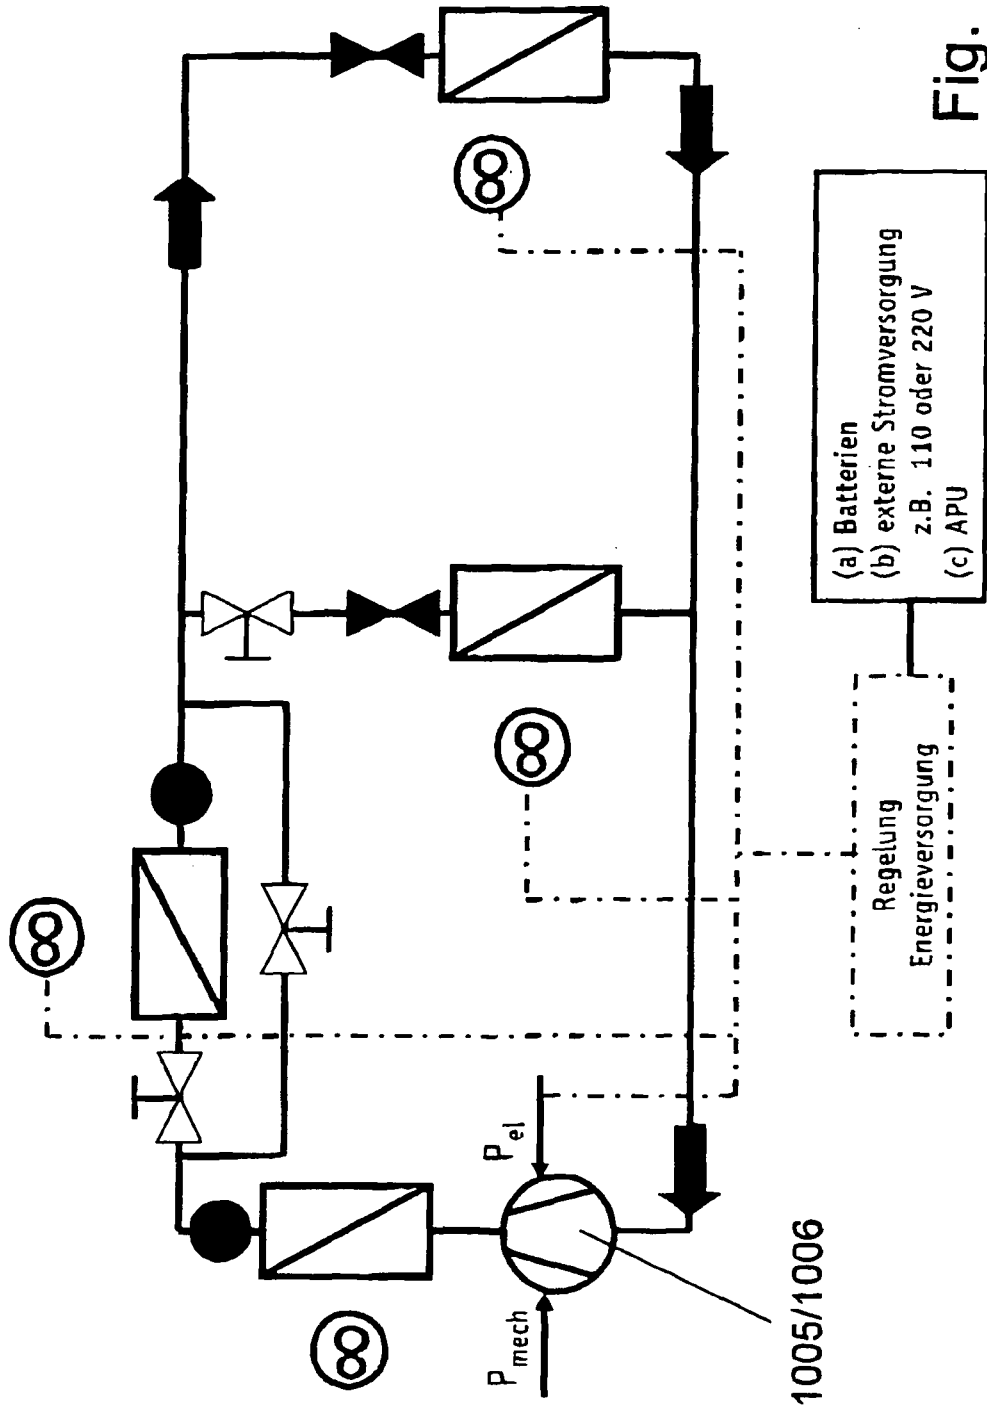 Fig.
(a) Batterien
(b) externe Stromversorgung
z.B. 110 oder 220 V
(c) APU
Regelung
Energieversorgung
P el
P mech
1005/1006